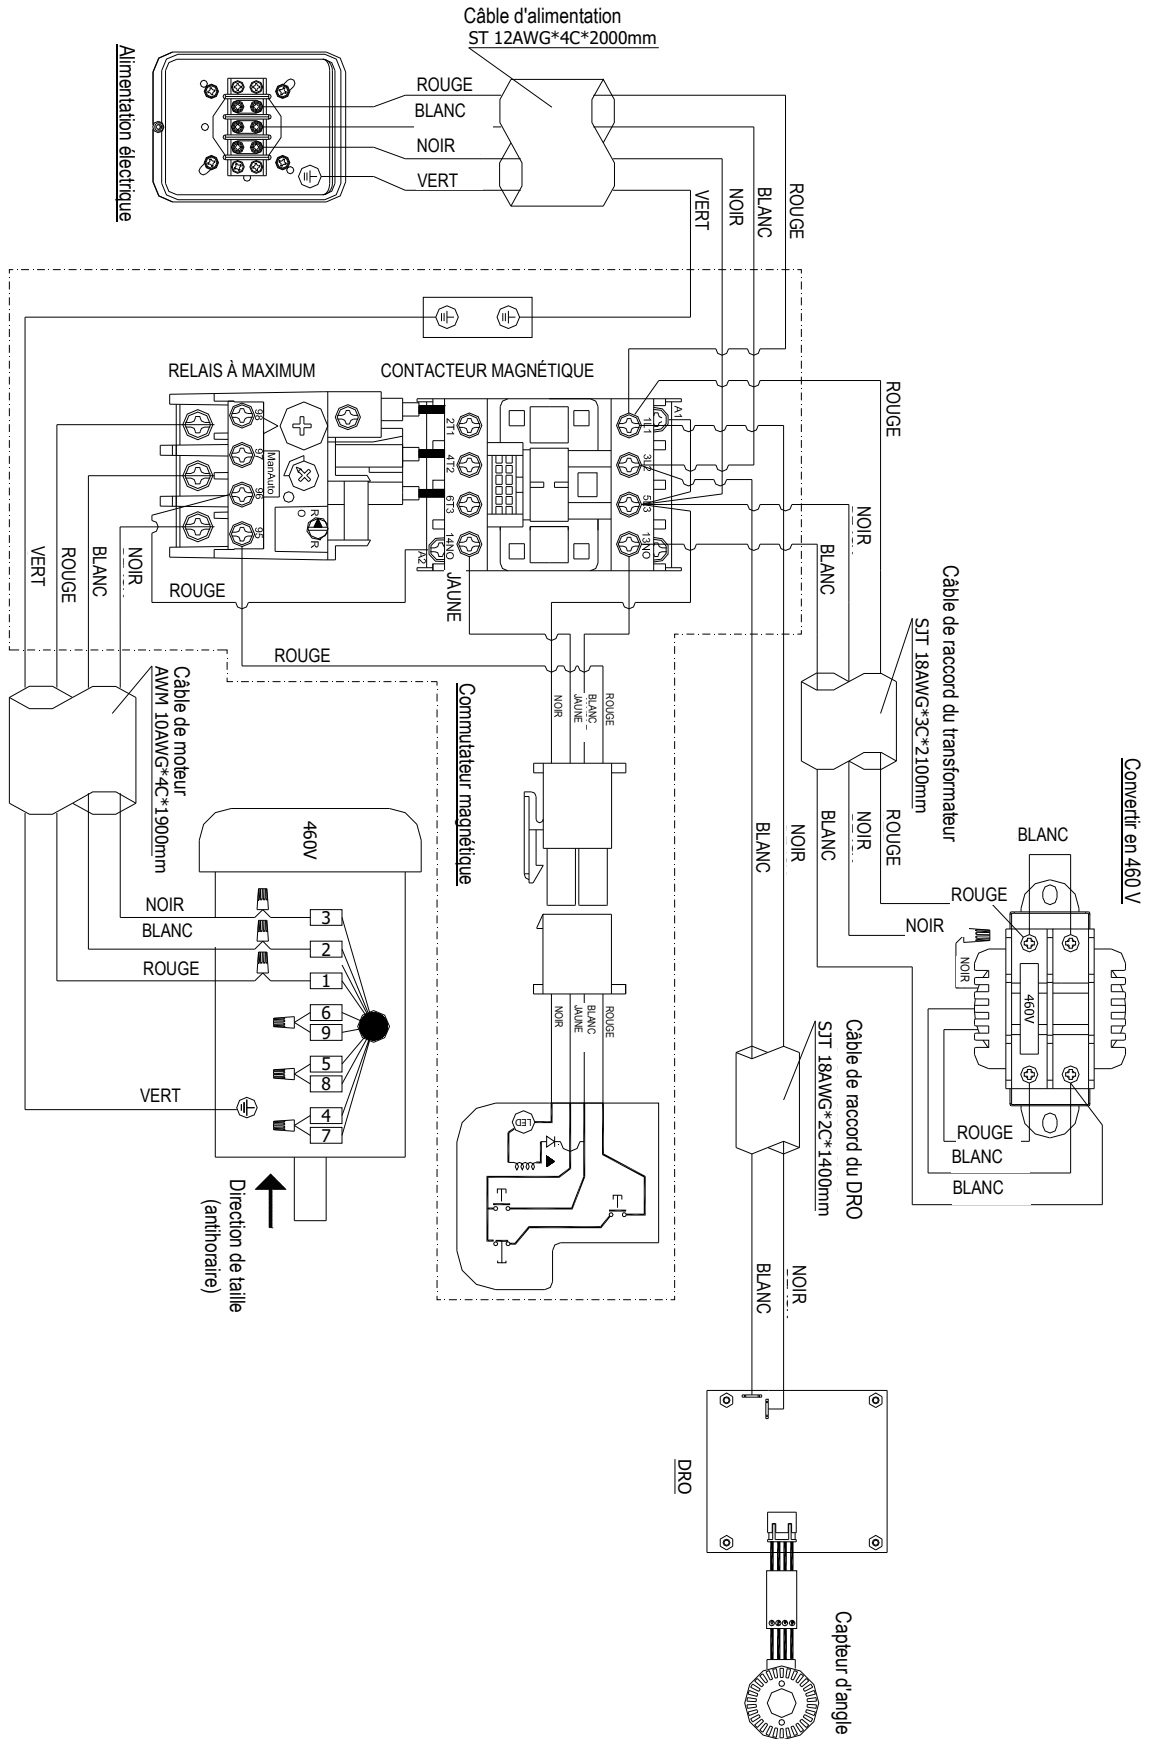 Câble d'alimentation
ST 12AWG*4C*2000mm
Alimentation électrique
ROUGE
BLANC
NOIR
VERT
VERT
NOIR
BLANC
ROUGE
RELAIS À MAXIMUM
CONTACTEUR MAGNÉTIQUE
98
97
96
95
ManAuto
R
R
2T1
4T2
6T3
14NO
A2
A1
1L1
3L2
5L3
13NO
ROUGE
NOIR
BLANC
VERT
ROUGE
BLANC
NOIR
ROUGE
JAUNE
ROUGE
Câble de raccord du transformateur
SJT 18AWG*3C*2100mm
Câble de moteur
AWM 10AWG*4C*1900mm
Commutateur magnétique
NOIR
JAUNE
BLANC
ROUGE
Convertir en 460 V
BLANC
NOIR
BLANC
NOIR
ROUGE
BLANC
ROUGE
NOIR
NOIR
460V
460V
NOIR
BLANC
ROUGE
3
2
1
6
9
5
8
4
7
VERT
NOIR
JAUNE
BLANC
ROUGE
LED
Câble de raccord du DRO
SJT 18AWG*2C*1400mm
ROUGE
BLANC
BLANC
Direction de taille
(antihoraire)
BLANC
NOIR
DRO
Capteur d'angle